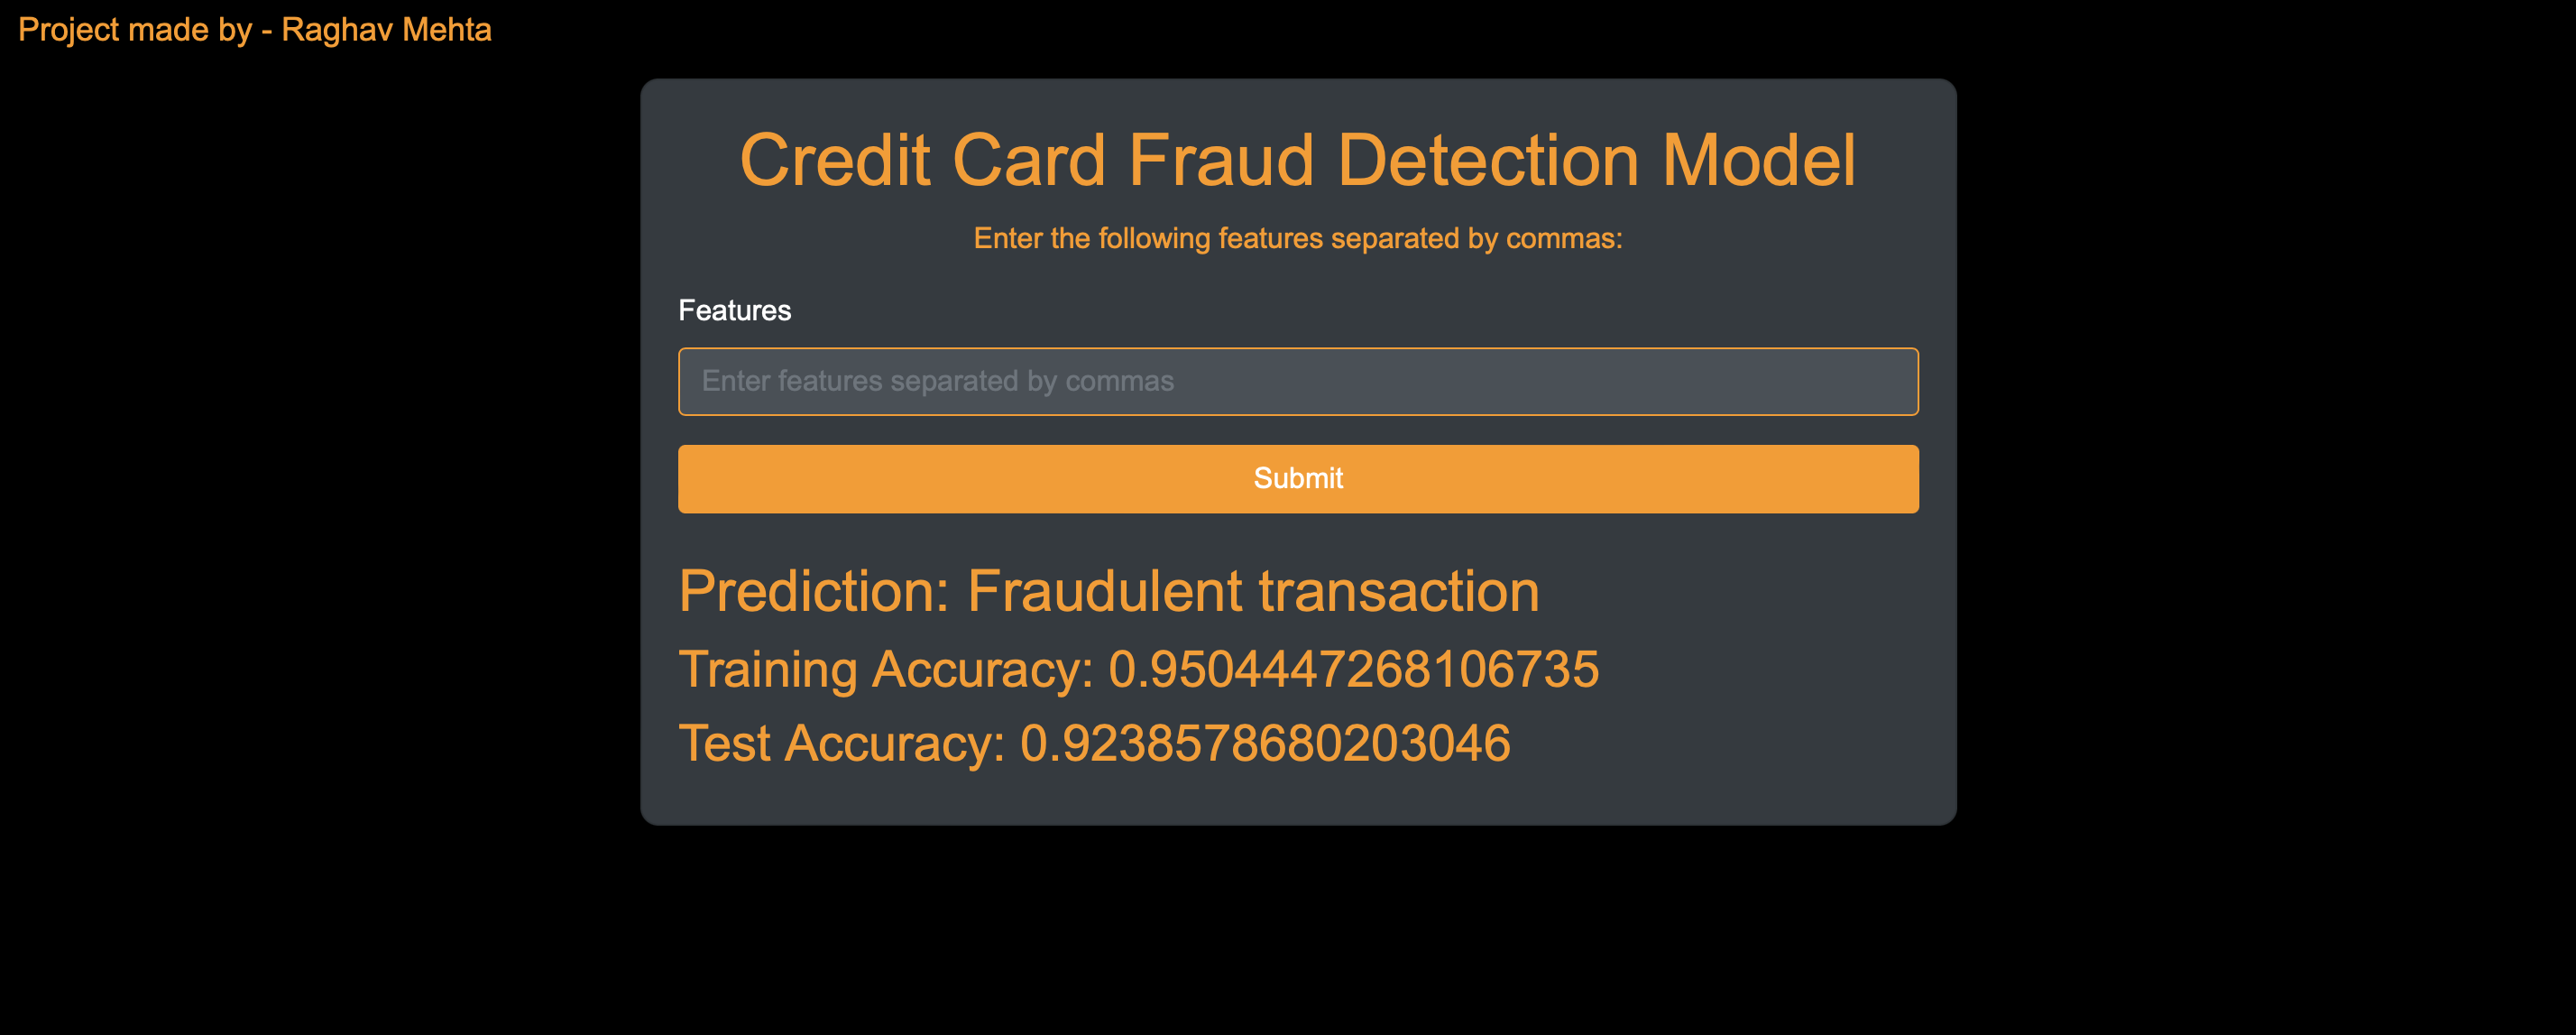 Project made by - Raghav Mehta
Credit Card Fraud Detection Model
Enter the following features separated by commas:
Features
Enter features separated by commas
Submit
Prediction: Fraudulent transaction
Training Accuracy: 0.9504447268106735
Test Accuracy: 0.9238578680203046